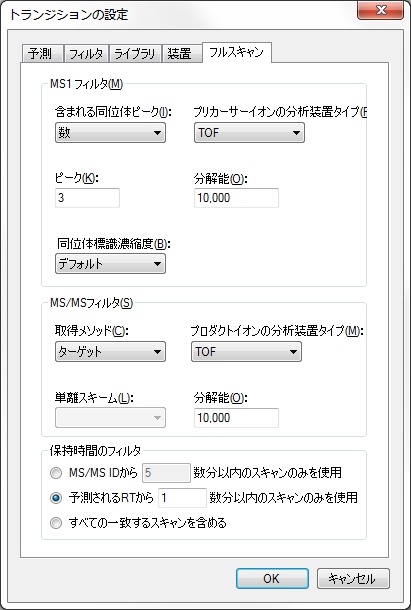 トランジションの設定
予測 フィルタ ライブラリ 装置 フルスキャン
MS1 フィルタ(M)
含まれる同位体ピーク(I): プリカーサーイオンの分析装置タイプ(
数 TOF
ピーク(K): 分解能(O):
3 10,000
同位体標識濃縮度(B):
デフォルト
MS/MSフィルタ(S)
取得メソッド(C): プロダクトイオンの分析装置タイプ(M):
ターゲット TOF
単離スキーム(L): 分解能(O):
10,000
保持時間のフィルタ
MS/MS IDから 5 数分以内のスキャンのみを使用
予測されるRTから 1 数分以内のスキャンのみを使用
すべての一致するスキャンを含める
OK キャンセル